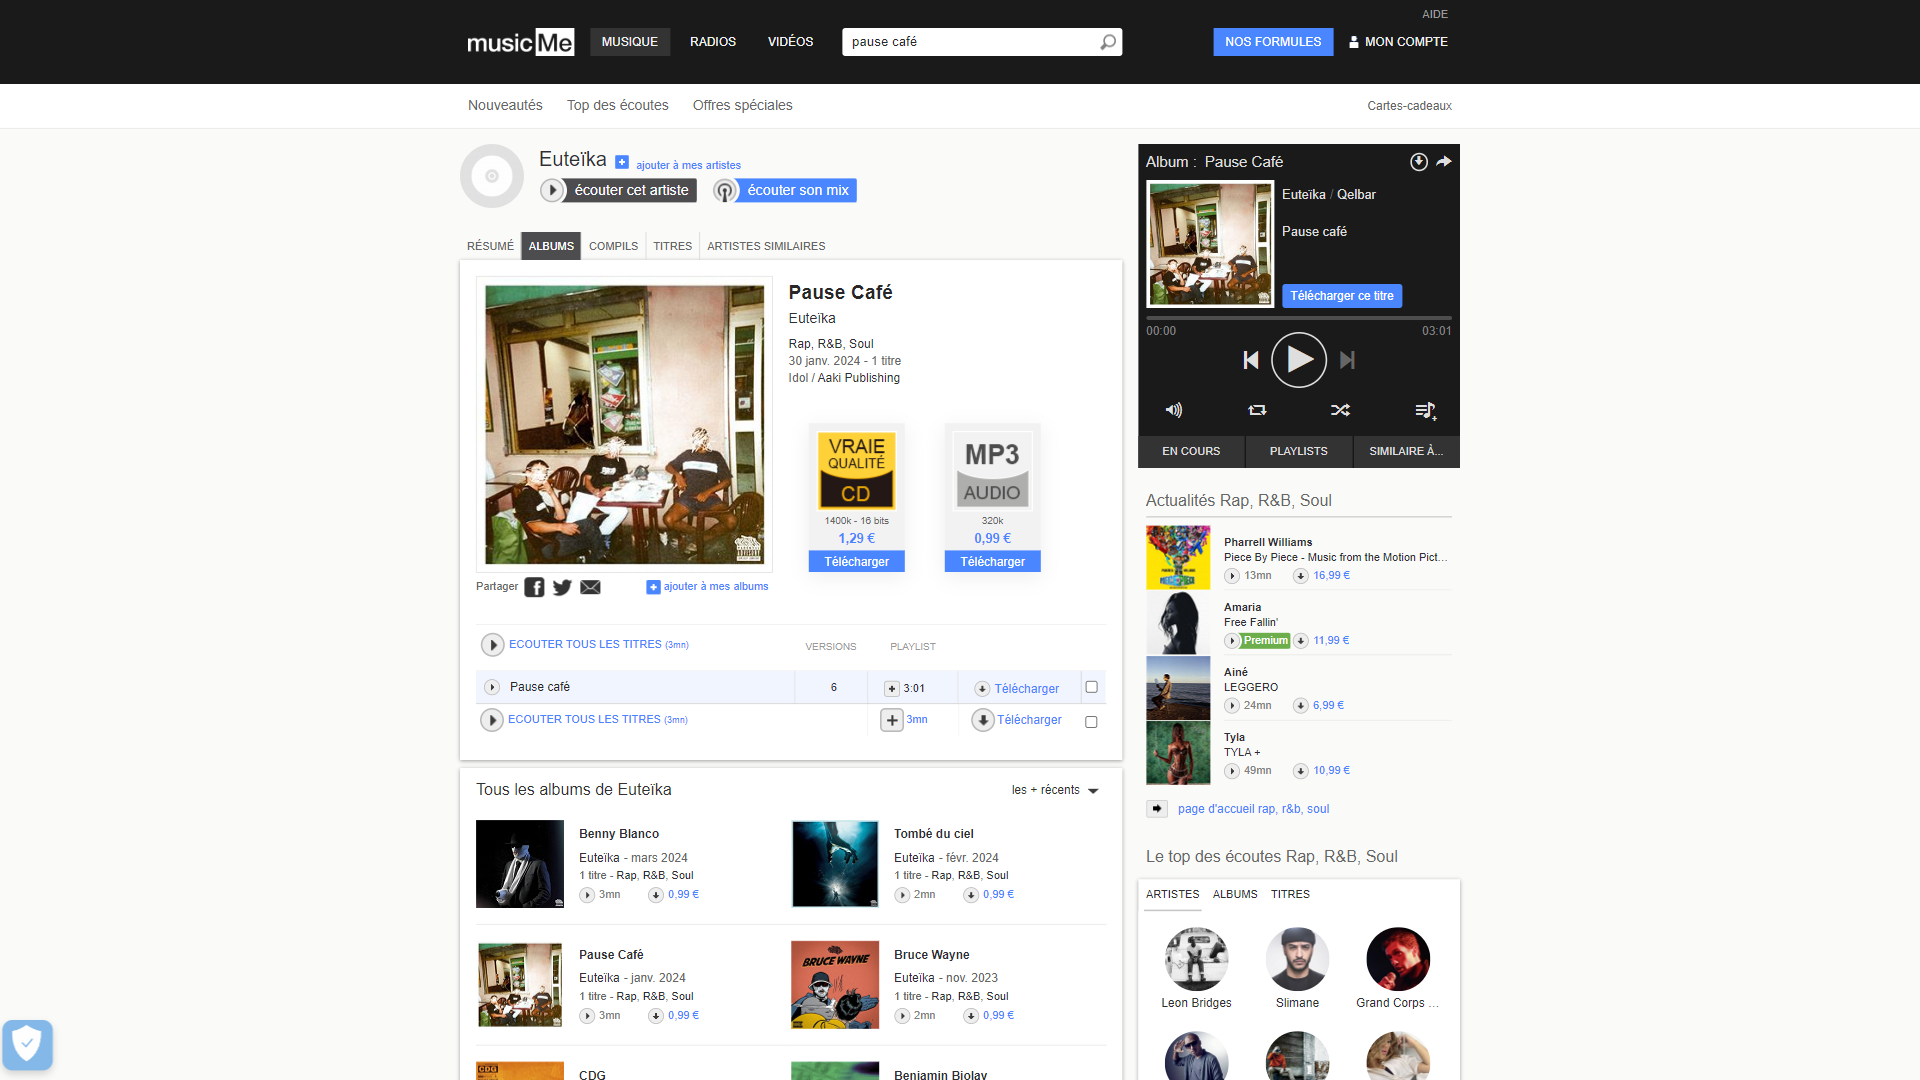 AIDE
musicMe
MUSIQUE
RADIOS
VIDÉOS
pause café
NOS FORMULES
MON COMPTE
Nouveautés
Top des écoutes
Offres spéciales
Cartes-cadeaux
Euteïka
ajouter à mes artistes
écouter cet artiste
écouter son mix
RÉSUMÉ
ALBUMS
COMPILS
TITRES
ARTISTES SIMILAIRES
Pause Café
Euteïka
Rap, R&B, Soul
30 janv. 2024 - 1 titre
Idol / Aaki Publishing
VRAIE
QUALITÉ
CD
1400k - 16 bits
1,29 €
Télécharger
MP3
AUDIO
320k
0,99 €
Télécharger
Partager
ajouter à mes albums
ECOUTER TOUS LES TITRES (3mn)
VERSIONS
PLAYLIST
Pause café
6
3:01
Télécharger
ECOUTER TOUS LES TITRES (3mn)
3mn
Télécharger
Tous les albums de Euteïka
les + récents
Benny Blanco
Euteïka - mars 2024
1 titre - Rap, R&B, Soul
3mn
0,99 €
Tombé du ciel
Euteïka - févr. 2024
1 titre - Rap, R&B, Soul
2mn
0,99 €
Pause Café
Euteïka - janv. 2024
1 titre - Rap, R&B, Soul
3mn
0,99 €
BRUCE WAYNE
Bruce Wayne
Euteïka - nov. 2023
1 titre - Rap, R&B, Soul
2mn
0,99 €
CDG
CDG
Benjamin Biolay
Album : Pause Café
Euteïka / Qelbar
Pause café
Télécharger ce titre
00:00
03:01
EN COURS
PLAYLISTS
SIMILAIRE À...
Actualités Rap, R&B, Soul
Pharrell Williams
Piece By Piece - Music from the Motion Pict...
13mn
16,99 €
Amaria
Free Fallin'
Premium
11,99 €
Ainé
LEGGERO
24mn
6,99 €
Tyla
TYLA +
49mn
10,99 €
page d'accueil rap, r&b, soul
Le top des écoutes Rap, R&B, Soul
ARTISTES
ALBUMS
TITRES
Leon Bridges
Slimane
Grand Corps ...